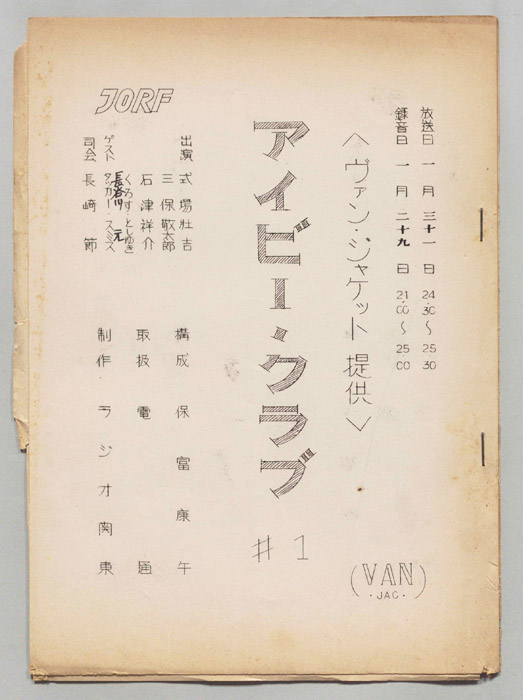 放送日 一月 三十一日 24.30～25.30
録音日 一月 二十九日 21.00～25.00
＜ヴァン・ジャケット提供＞
アイビー・クラブ #1
出演 式場壮吉
三保敬太郎
石津祥介
くろす・としゆき
ゲスト タッカー・スミス
長谷川 元
司会 長崎節
構成 保富康午
取扱 電通
制作 ラジオ関東
JORF
(VAN)
・JAC・